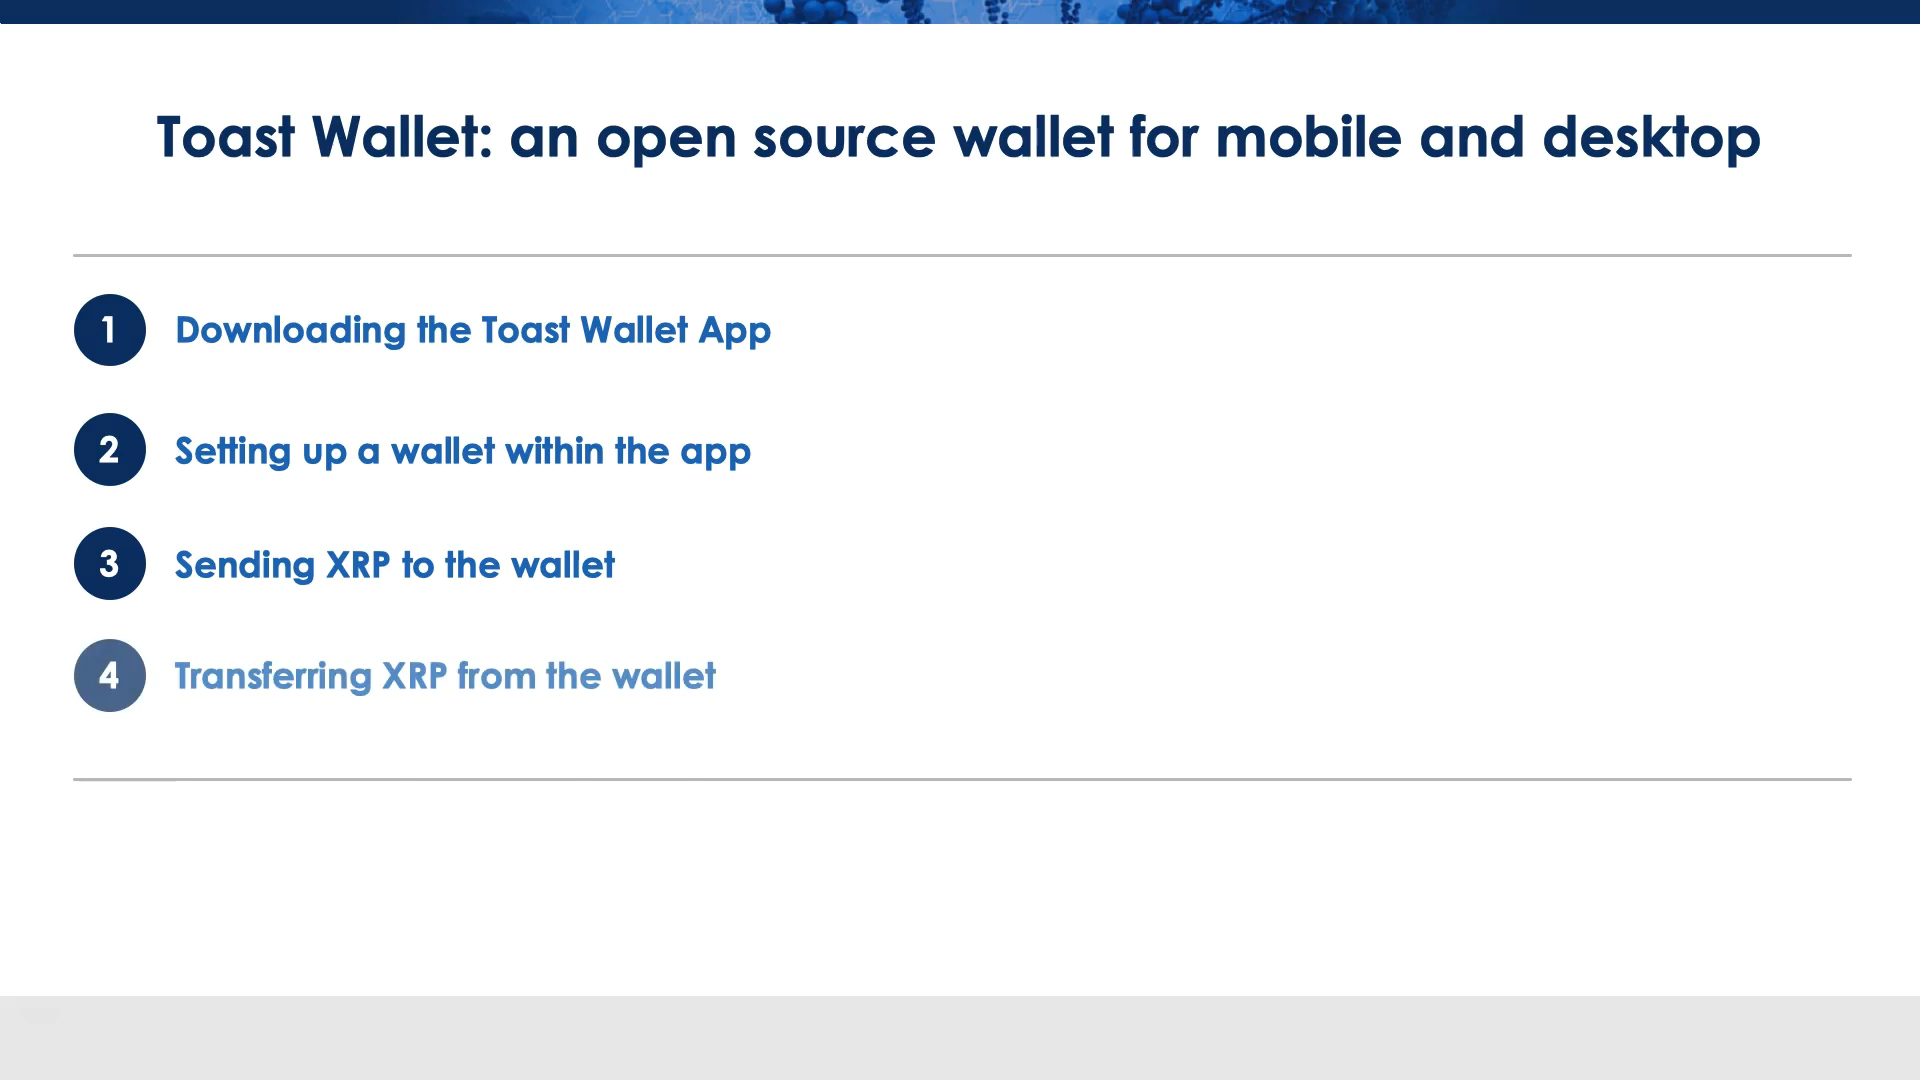 Toast Wallet: an open source wallet for mobile and desktop
1 Downloading the Toast Wallet App
2 Setting up a wallet within the app
3 Sending XRP to the wallet
4 Transferring XRP from the wallet